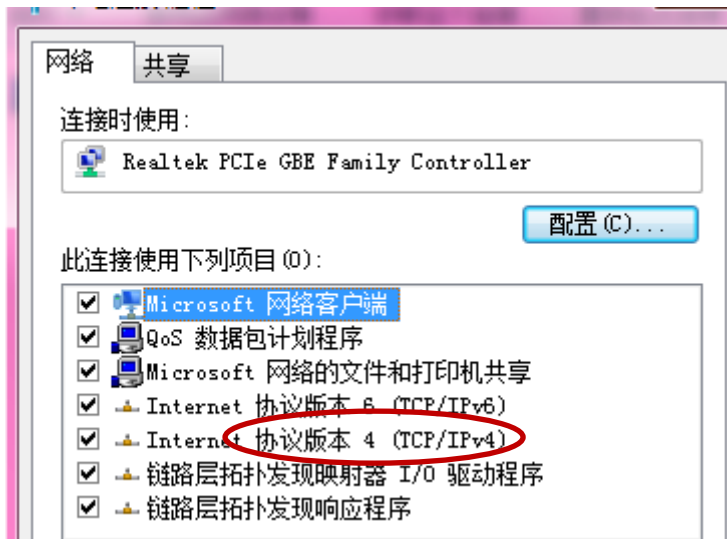 网络
共享
连接时使用:
Realtek PCIe GBE Family Controller
配置(C)...
此连接使用下列项目(O):
Microsoft 网络客户端
QoS 数据包计划程序
Microsoft 网络的文件和打印机共享
Internet 协议版本 6 (TCP/IPv6)
Internet 协议版本 4 (TCP/IPv4)
链路层拓扑发现映射器 I/O 驱动程序
链路层拓扑发现响应程序